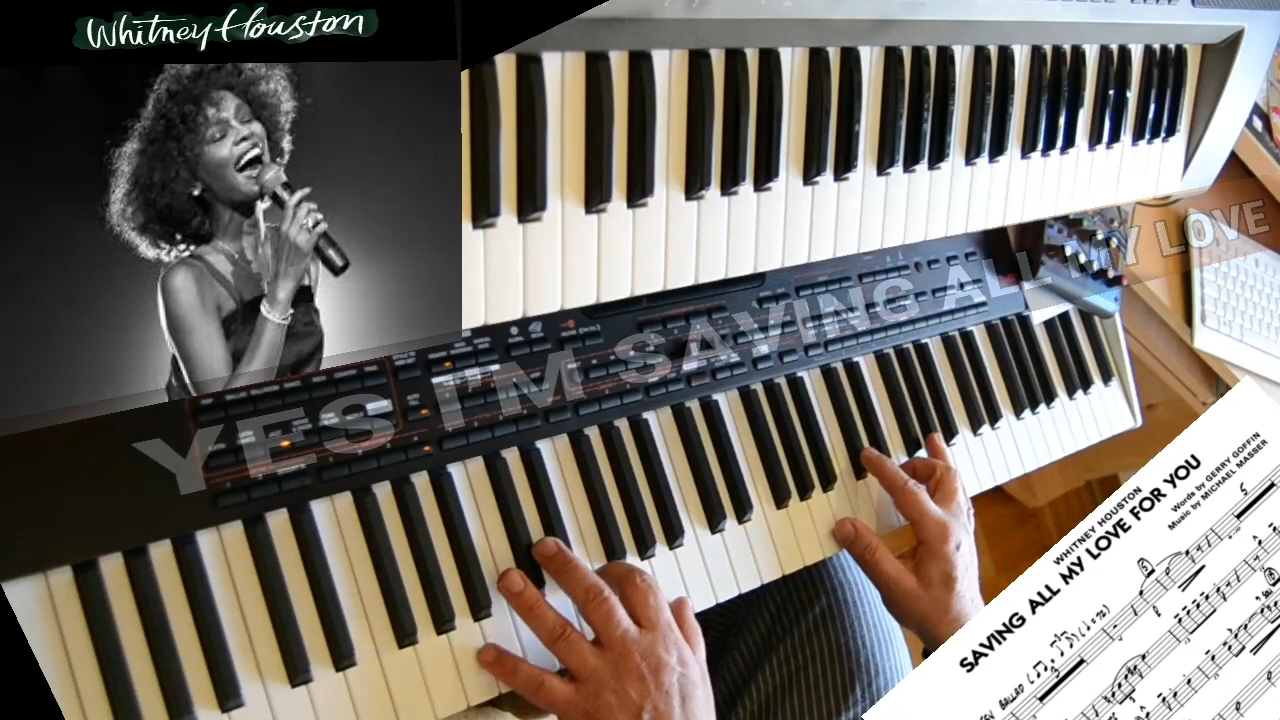 Whitney Houston
YES I'M SAVING ALL MY LOVE
WHITNEY HOUSTON
SAVING ALL MY LOVE FOR YOU
Words by GERRY GOFFIN
Music by MICHAEL MASSER
BALLAD